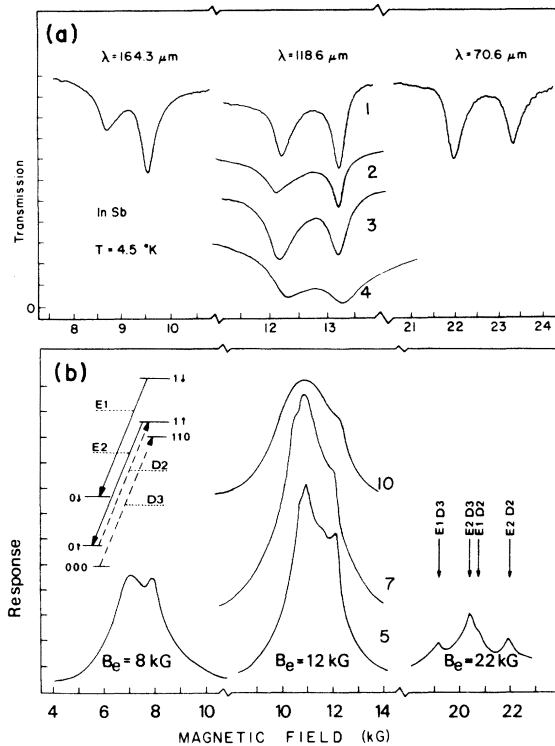 (a)
λ = 164.3 μm
λ = 118.6 μm
λ = 70.6 μm
1
2
3
4
In Sb
T = 4.5 °K
Transmission
0
8 9 10 12 13 21 22 23 24
(b)
E1
E2
D2
D3
1↓
1↑
110
0↓
0↑
000
10
7
5
E1 D3
E2 D3
E1 D2
E2 D2
Response
Be = 8 kG
Be = 12 kG
Be = 22 kG
4 6 8 10 10 11 12 14 20 22
MAGNETIC FIELD (kG)